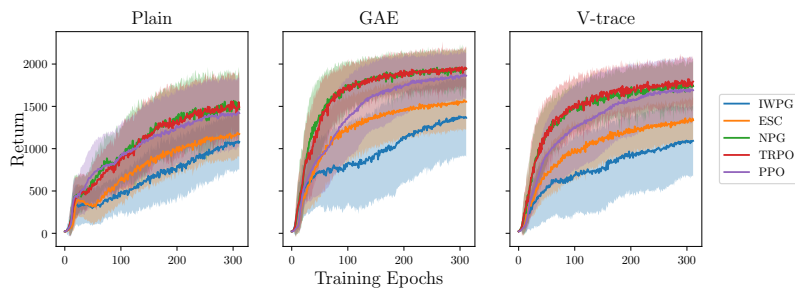 Plain GAE V-trace
2000
1500
1000
500
0
Return
0 100 200 300
0 100 200 300
0 100 200 300
Training Epochs
IWPG
ESC
NPG
TRPO
PPO